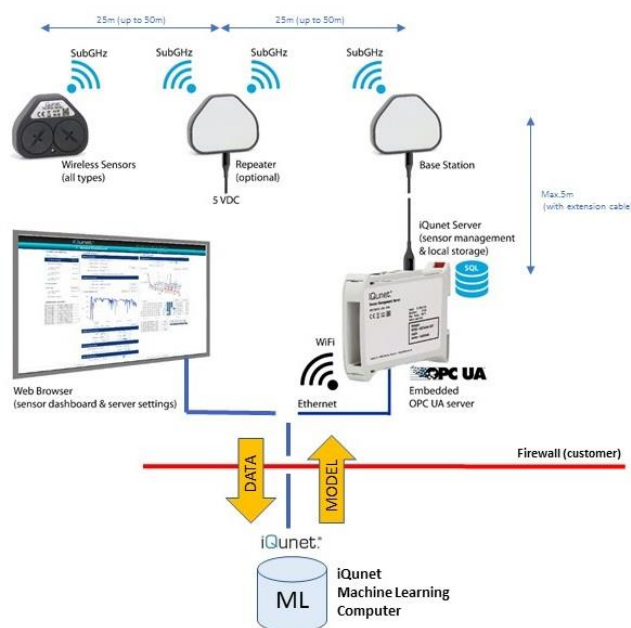 25m (up to 50m)
25m (up to 50m)
SubGHz
SubGHz
SubGHz
SubGHz
iQunet
Wireless Sensors
(all types)
Repeater
(optional)
Base Station
5 VDC
Max.5m
(with extension cable)
iQunet Server
(sensor management
& local storage)
SQL
iQunet
iQunet
WiFi
Ethernet
OPC UA
Embedded
OPC UA server
Web Browser
(sensor dashboard & server settings)
Firewall (customer)
DATA
MODEL
iQunet
ML
iQunet
Machine Learning
Computer